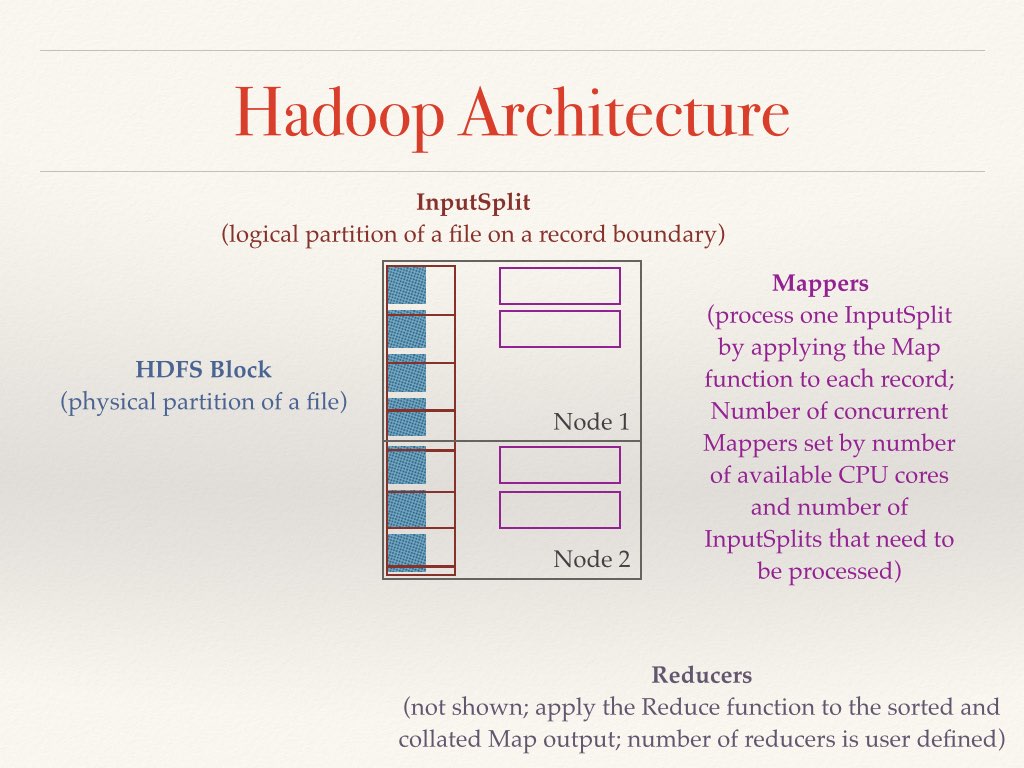 Hadoop Architecture
InputSplit
(logical partition of a file on a record boundary)
HDFS Block
(physical partition of a file)
Node 1
Node 2
Mappers
(process one InputSplit
by applying the Map
function to each record;
Number of concurrent
Mappers set by number
of available CPU cores
and number of
InputSplits that need to
be processed)
Reducers
(not shown; apply the Reduce function to the sorted and
collated Map output; number of reducers is user defined)